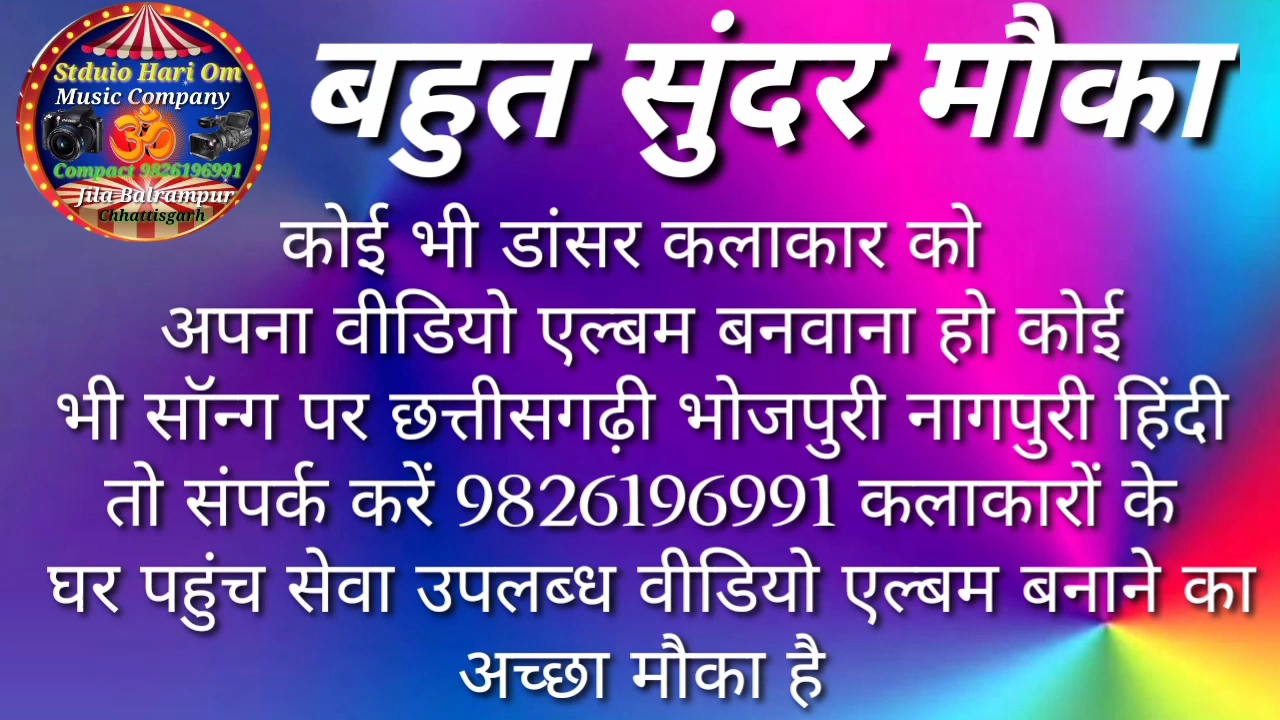 Stduio Hari Om
Music Company
ॐ
Compact 9826196991
Jila Balrampur
Chhattisgarh
बहुत सुंदर मौका
कोई भी डांसर कलाकार को
अपना वीडियो एल्बम बनवाना हो कोई
भी सॉन्ग पर छत्तीसगढ़ी भोजपुरी नागपुरी हिंदी
तो संपर्क करें 9826196991 कलाकारों के
घर पहुंच सेवा उपलब्ध वीडियो एल्बम बनाने का
अच्छा मौका है